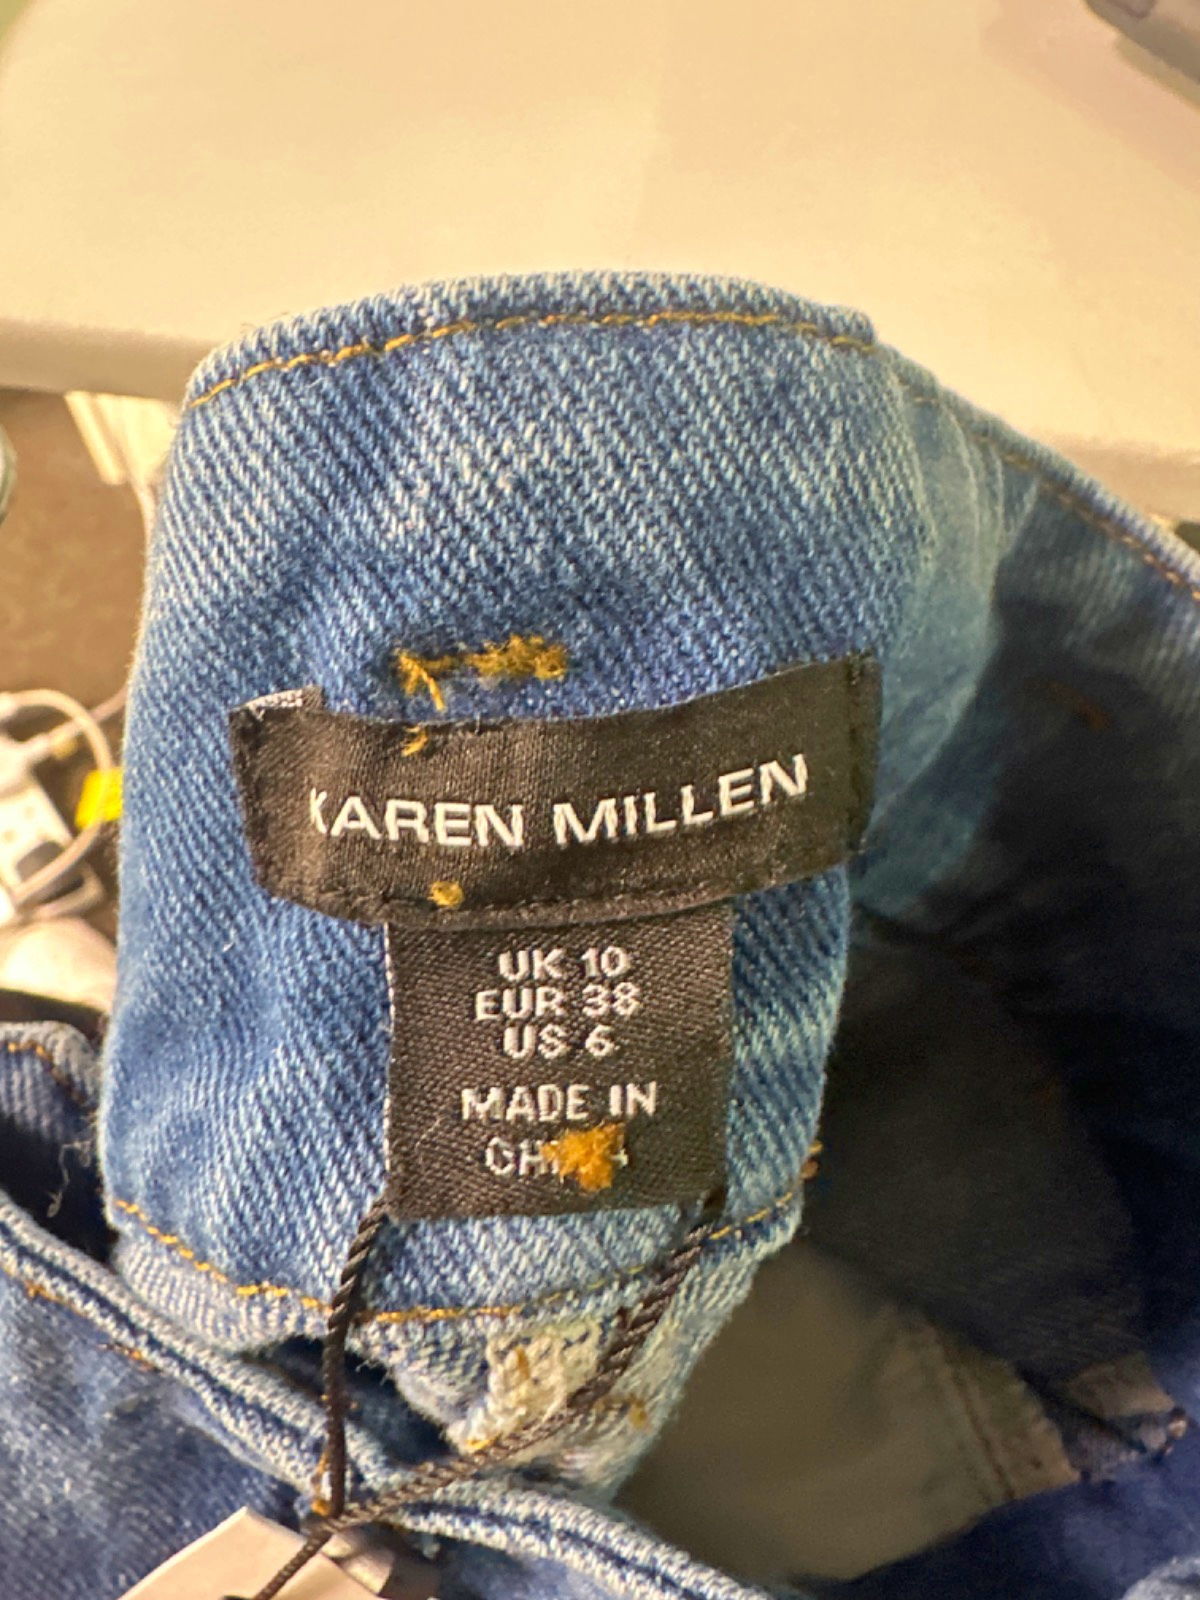 KAREN MILLEN
UK 10
EUR 38
US 6
MADE IN